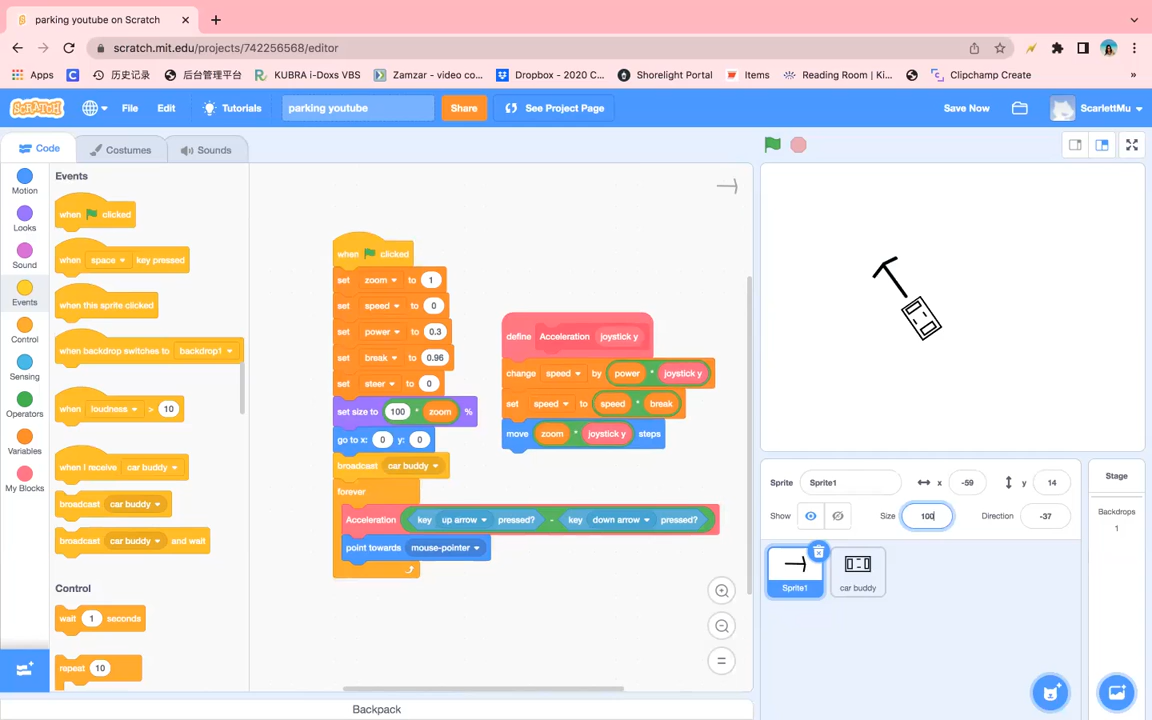 parking youtube on Scratch
scratch.mit.edu/projects/742256568/editor
Apps
C
历史记录
后台管理平台
KUBRA i-Doxs VBS
Zamzar - video co...
Dropbox - 2020 C...
Shorelight Portal
Items
Reading Room | Ki...
Clipchamp Create
»
SCRATCH
File
Edit
Tutorials
parking youtube
Share
See Project Page
Save Now
ScarlettMu
Code
Costumes
Sounds
Motion
Looks
Sound
Events
Control
Sensing
Operators
Variables
My Blocks
Events
when clicked
when space key pressed
when this sprite clicked
when backdrop switches to backdrop1
when loudness > 10
when I receive car buddy
broadcast car buddy
broadcast car buddy and wait
Control
wait 1 seconds
repeat 10
when clicked
set zoom to 1
set speed to 0
set power to 0.3
set break to 0.96
set steer to 0
set size to 100 * zoom %
go to x: 0 y: 0
broadcast car buddy
forever
Acceleration key up arrow pressed? - key down arrow pressed?
point towards mouse-pointer
define Acceleration joystick y
change speed by power * joystick y
set speed to speed * break
move zoom * joystick y steps
Backpack
Sprite Sprite1 x -59 y 14
Show Size 100 Direction -37
Sprite1
car buddy
Stage
Backdrops
1